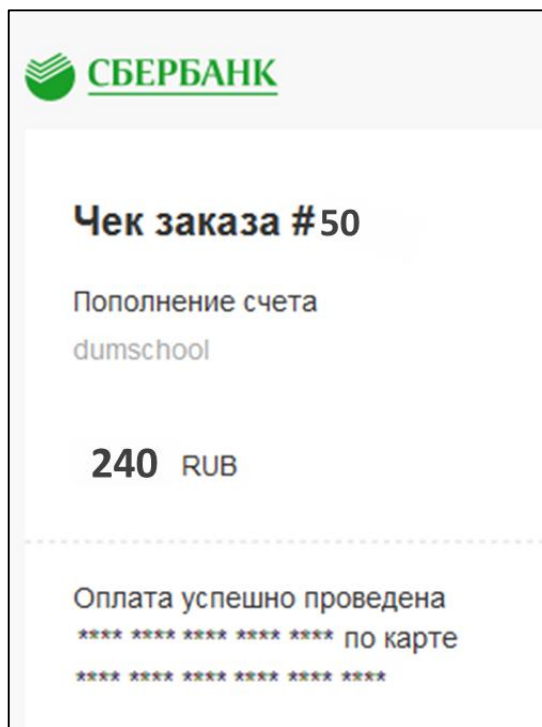 СБЕРБАНК
Чек заказа #50
Пополнение счета
dumschool
240 RUB
Оплата успешно проведена
**** **** **** **** **** по карте
**** **** **** **** **** ****